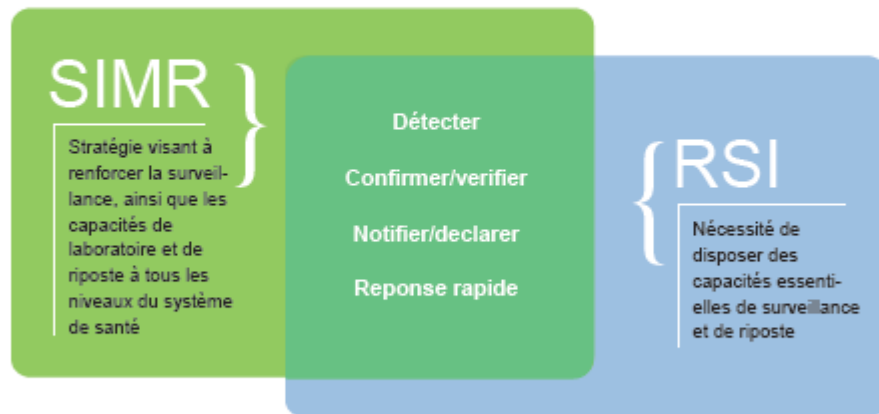 SIMR
Stratégie visant à
renforcer la surveil-
lance, ainsi que les
capacités de
laboratoire et de
riposte à tous les
niveaux du système
de santé
Détecter
Confirmer/verifier
Notifier/declarer
Reponse rapide
RSI
Nécessité de
disposer des
capacités essenti-
elles de surveillance
et de riposte